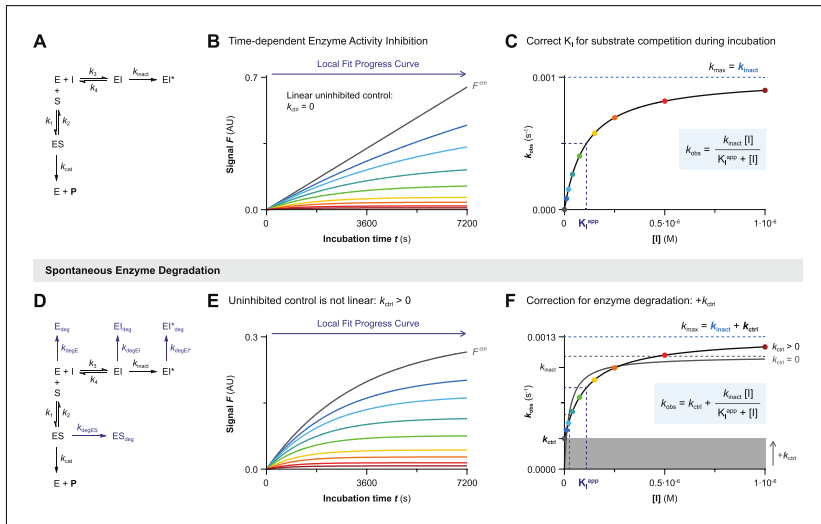 A
E + I
k3
k4
EI
kinact
EI*
+
S
k1
k2
ES
kcat
E + P
B
Time-dependent Enzyme Activity Inhibition
Local Fit Progress Curve
Linear uninhibited control:
kctrl = 0
Fctrl
Signal F (AU)
0.7
0.0
0
3600
7200
Incubation time t (s)
C
Correct KI for substrate competition during incubation
kmax = kinact
0.001
0.000
kobs (s-1)
kobs = kinact [I] / KIapp + [I]
0
KIapp
0.5·10-6
1·10-6
[I] (M)
Spontaneous Enzyme Degradation
D
Edeg
EIdeg
EI*deg
kdegE
kdegEI
kdegEI*
E + I
k3
k4
EI
kinact
EI*
+
S
k1
k2
ES
kdegES
ESdeg
kcat
E + P
E
Uninhibited control is not linear: kctrl > 0
Local Fit Progress Curve
Fctrl
Signal F (AU)
0.3
0.0
0
3600
7200
Incubation time t (s)
F
Correction for enzyme degradation: +kctrl
kmax = kinact + kctrl
0.0013
kinact
kctrl > 0
kctrl = 0
kobs (s-1)
kobs = kctrl + kinact [I] / KIapp + [I]
kctrl
+kctrl
0.0000
0
KIapp
0.5·10-6
1·10-6
[I] (M)